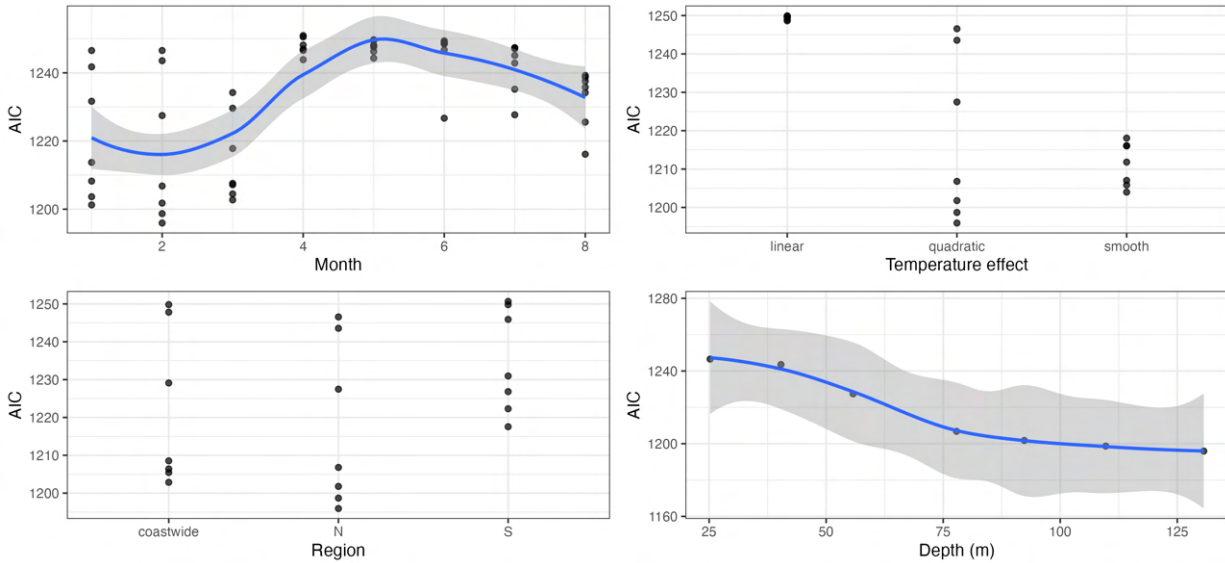 AIC
1240
1220
1200
2
4
6
8
Month
AIC
1250
1240
1230
1220
1210
1200
linear
quadratic
smooth
Temperature effect
AIC
1250
1240
1230
1220
1210
1200
coastwide
N
S
Region
AIC
1280
1240
1200
1160
25
50
75
100
125
Depth (m)